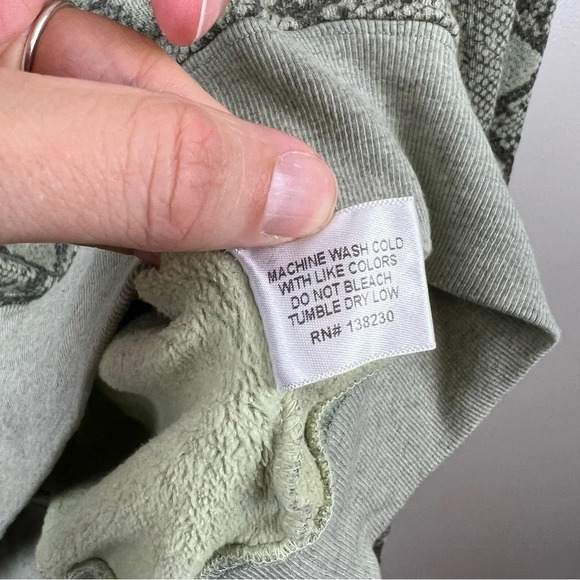 MACHINE WASH COLD
WITH LIKE COLORS
DO NOT BLEACH
TUMBLE DRY LOW
RN# 138230